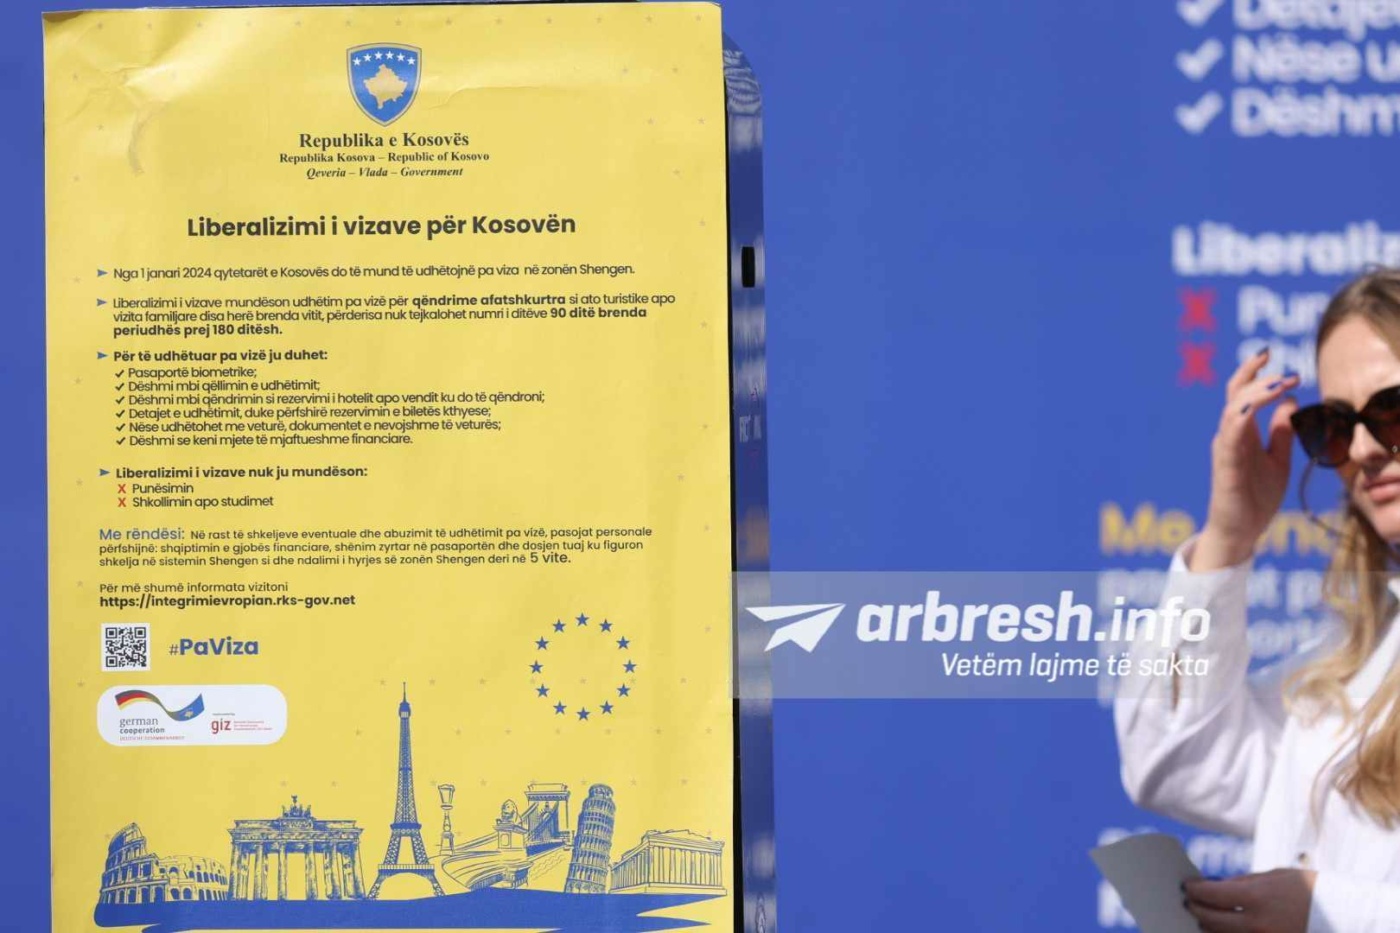 Republika e Kosovës
Republika Kosova – Republic of Kosovo
Qeveria – Vlada – Government
Liberalizimi i vizave për Kosovën
Nga 1 janari 2024 qytetarët e Kosovës do të mund të udhëtojnë pa viza në zonën Shengen.
Liberalizimi i vizave mundëson udhëtim pa vizë për qëndrime afatshkurtra si ato turistike apo
vizita familjare disa herë brenda vitit, përderisa nuk tejkalohet numri i ditëve 90 ditë brenda
periudhës prej 180 ditësh.
Për të udhëtuar pa vizë ju duhet:
✓ Pasaportë biometrike;
✓ Dëshmi mbi qëllimin e udhëtimit;
✓ Dëshmi mbi qëndrimin si rezervimi i hotelit apo vendit ku do të qëndroni;
✓ Detajet e udhëtimit, duke përfshirë rezervimin e biletës kthyese;
✓ Nëse udhëtohet me veturë, dokumentet e nevojshme të veturës;
✓ Dëshmi se keni mjete të mjaftueshme financiare.
Liberalizimi i vizave nuk ju mundëson:
X Punësimin
X Shkollimin apo studimet
Me rëndësi: Në rast të shkeljeve eventuale dhe abuzimit të udhëtimit pa vizë, pasojat personale
përfshijnë: shqiptimin e gjobës financiare, shënim zyrtar në pasaportën dhe dosjen tuaj ku figuron
shkelja në sistemin Shengen si dhe ndalimi i hyrjes së zonën Shengen deri në 5 vite.
Për më shumë informata vizitoni
https://integrimievropian.rks-gov.net
#PaViza
german
cooperation
giz
Detajet
Nëse u
Dëshm
Liberaliz
Pun
arbresh.info
Vetëm lajme të sakta